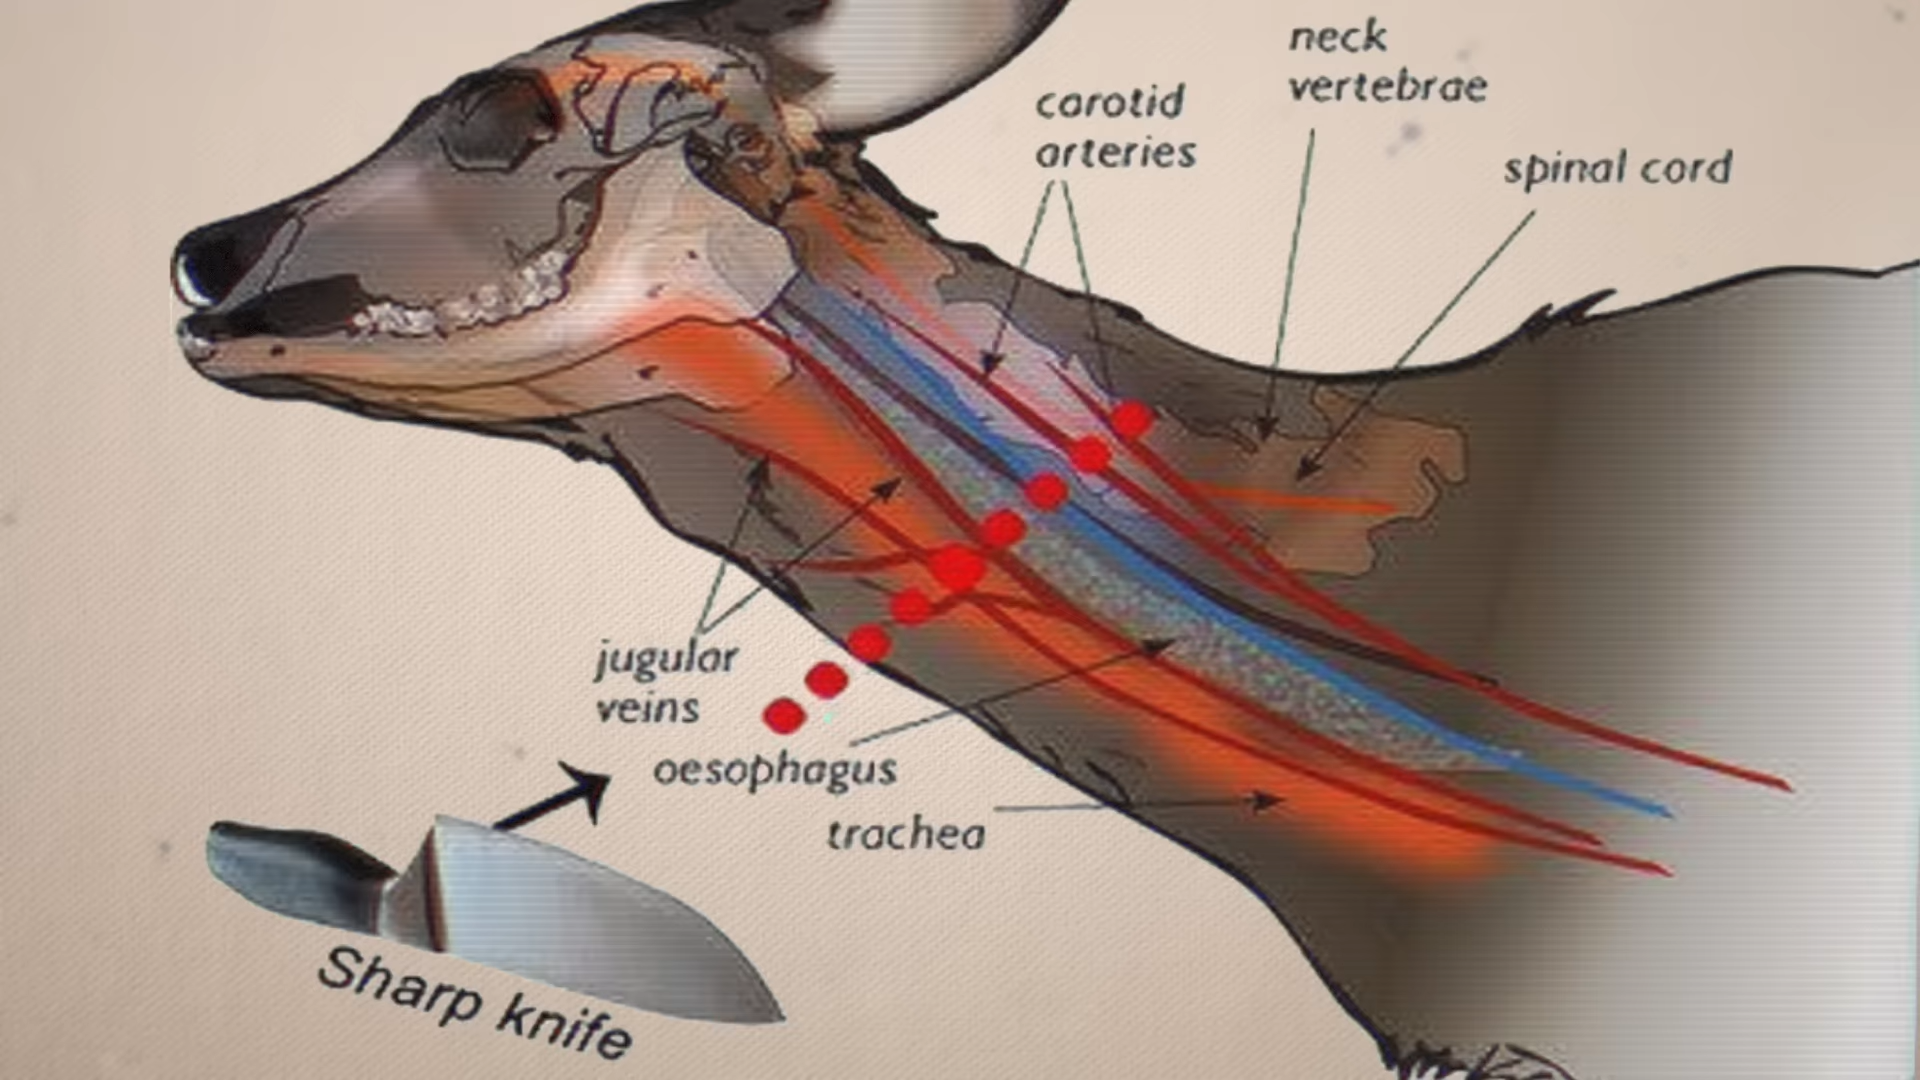 neck
vertebrae
carotid
arteries
spinal cord
jugular
veins
oesophagus
trachea
Sharp knife